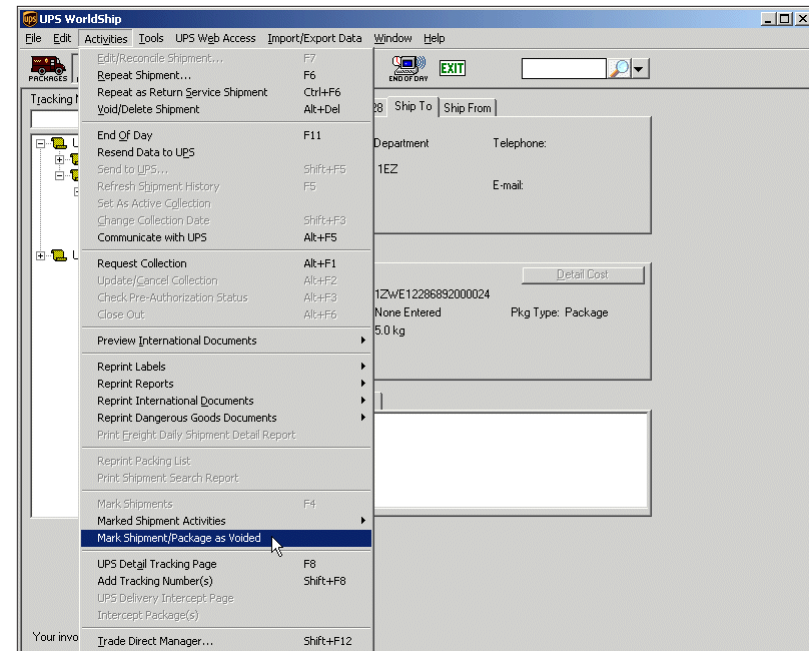 UPS WorldShip
File Edit Activities Tools UPS Web Access Import/Export Data Window Help
PACKAGES
END OF DAY EXIT
Edit/Reconcile Shipment... F7
Repeat Shipment... F6
Repeat as Return Service Shipment Ctrl+F6
Void/Delete Shipment Alt+Del
End Of Day F11
Resend Data to UPS
Send to UPS... Shift+F5
Refresh Shipment History F5
Set As Active Collection
Change Collection Date Shift+F3
Communicate with UPS Alt+F5
Request Collection Alt+F1
Update/Cancel Collection Alt+F2
Check Pre-Authorization Status Alt+F3
Close Out Alt+F6
Preview International Documents
Reprint Labels
Reprint Reports
Reprint International Documents
Reprint Dangerous Goods Documents
Print Freight Daily Shipment Detail Report
Reprint Packing List
Print Shipment Search Report
Mark Shipments F4
Marked Shipment Activities
Mark Shipment/Package as Voided
UPS Detail Tracking Page F8
Add Tracking Number(s) Shift+F8
UPS Delivery Intercept Page
Intercept Package(s)
Trade Direct Manager... Shift+F12
Tracking
28 Ship To Ship From
Department Telephone:
1EZ
E-mail:
Detail Cost
1ZWE12286892000024
None Entered Pkg Type: Package
5.0 kg
Your invo